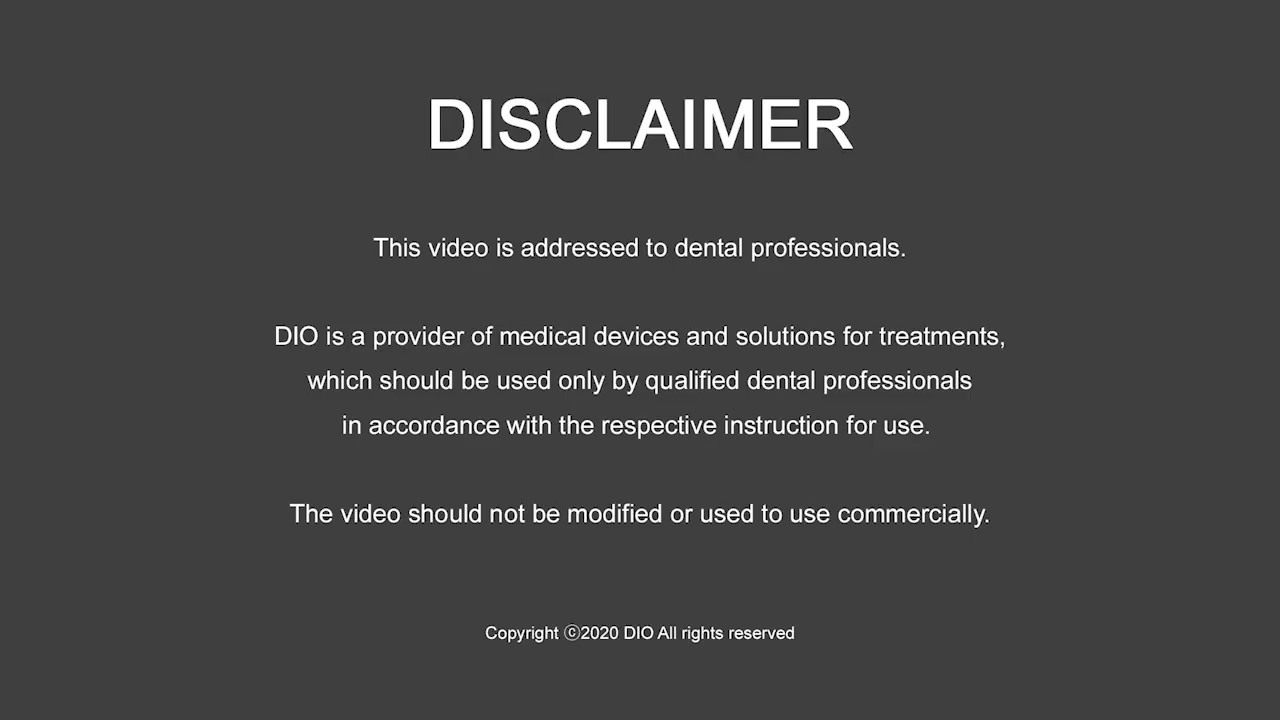 DISCLAIMER
This video is addressed to dental professionals.
DIO is a provider of medical devices and solutions for treatments,
which should be used only by qualified dental professionals
in accordance with the respective instruction for use.
The video should not be modified or used to use commercially.
Copyright ⓒ2020 DIO All rights reserved